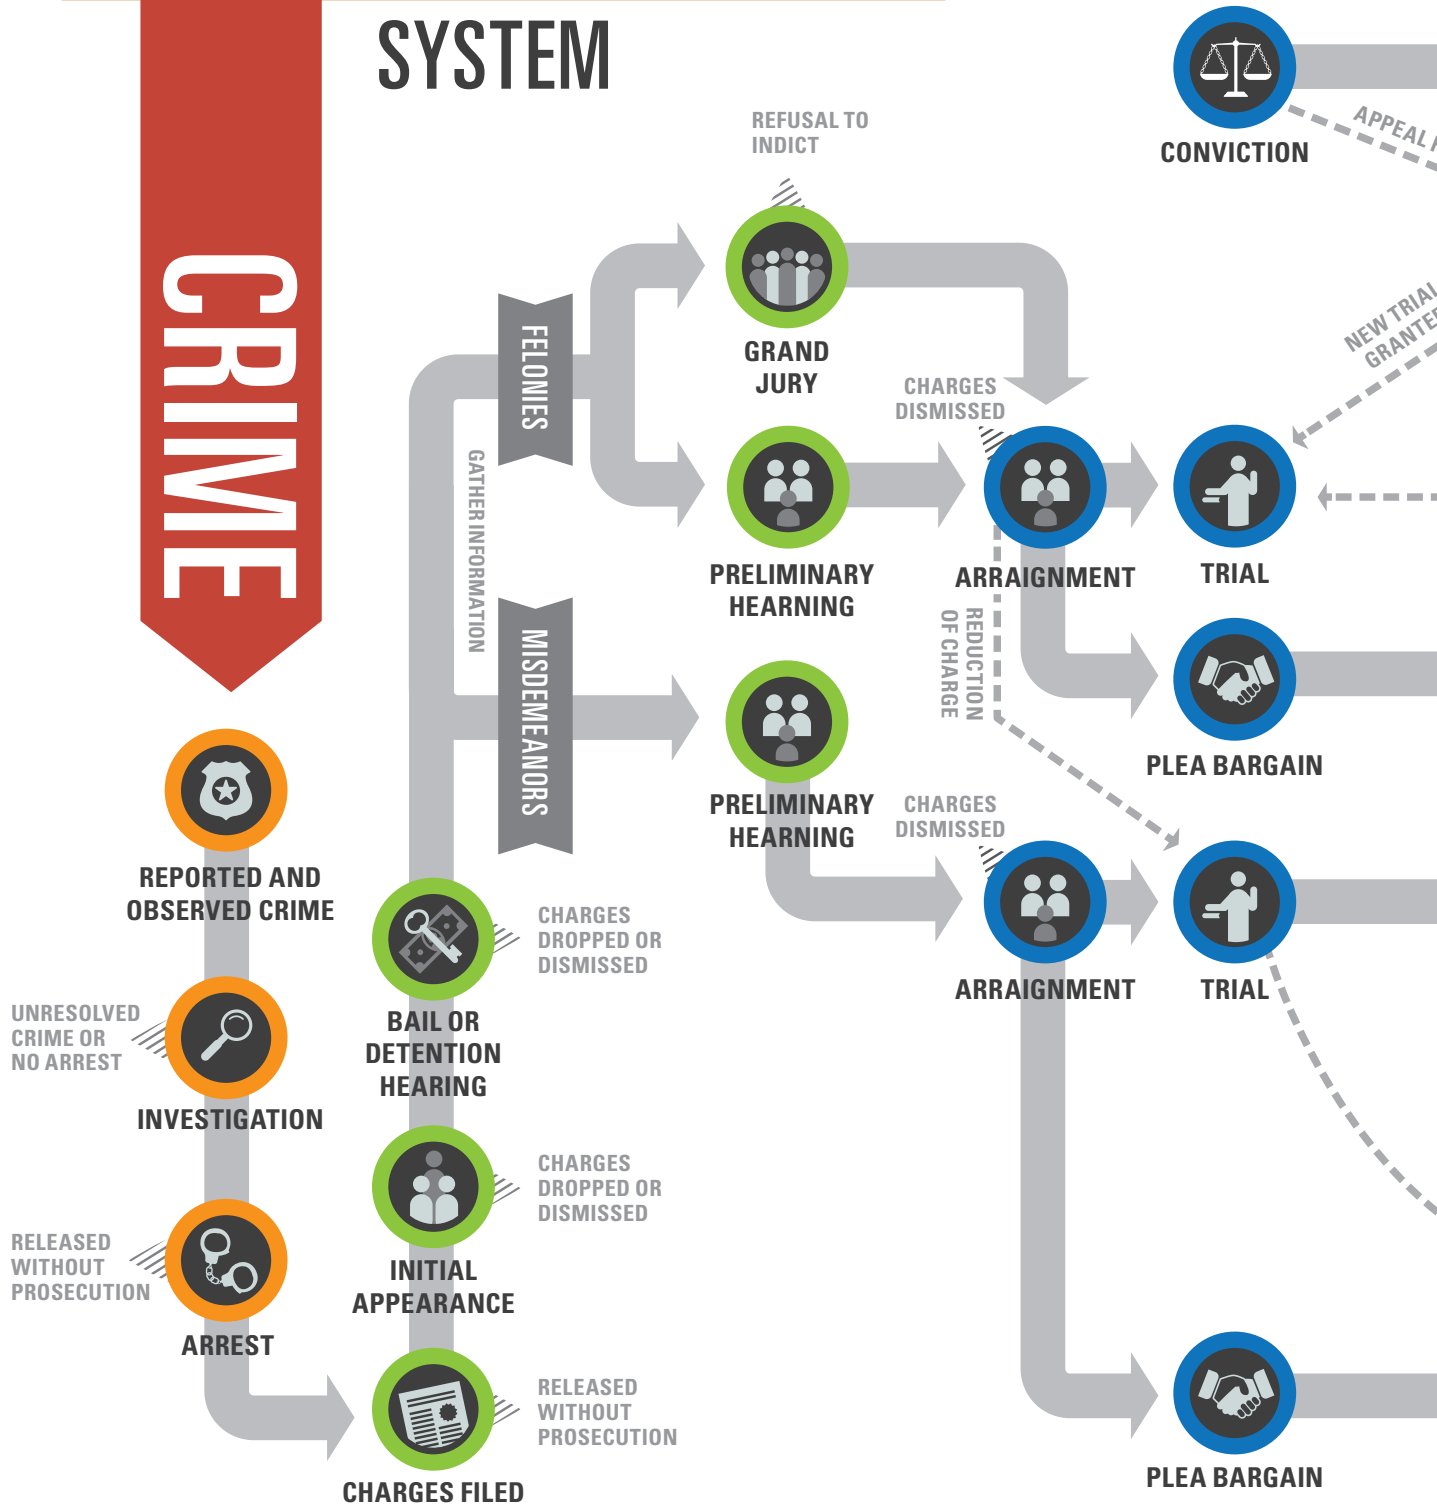 SYSTEM
CRIME
REFUSAL TO
INDICT
CONVICTION
APPEAL
NEW TRIAL
GRANTED
GRAND
JURY
FELONIES
GATHER INFORMATION
CHARGES
DISMISSED
PRELIMINARY
HEARNING
ARRAIGNMENT
TRIAL
REDUCTION
OF CHARGE
PLEA BARGAIN
MISDEMEANORS
PRELIMINARY
HEARNING
CHARGES
DISMISSED
ARRAIGNMENT
TRIAL
REPORTED AND
OBSERVED CRIME
UNRESOLVED
CRIME OR
NO ARREST
INVESTIGATION
RELEASED
WITHOUT
PROSECUTION
ARREST
CHARGES
DROPPED OR
DISMISSED
BAIL OR
DETENTION
HEARING
CHARGES
DROPPED OR
DISMISSED
INITIAL
APPEARANCE
RELEASED
WITHOUT
PROSECUTION
CHARGES FILED
PLEA BARGAIN